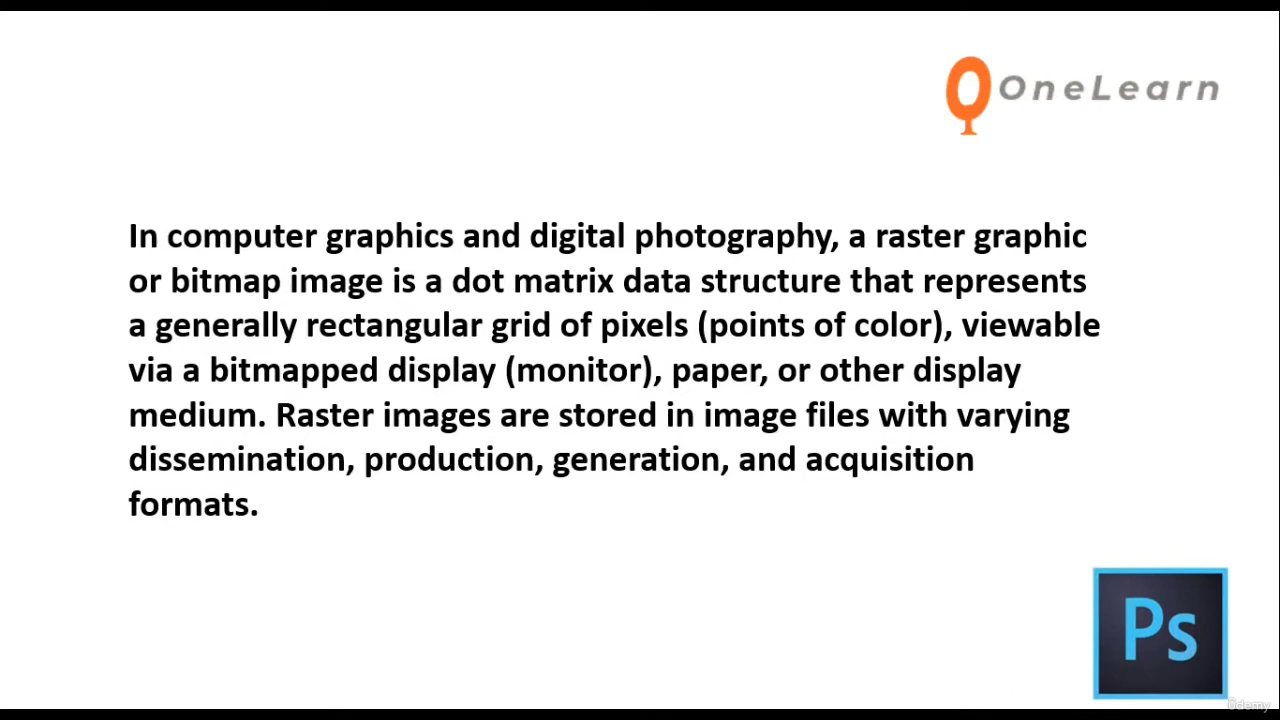 OneLearn
In computer graphics and digital photography, a raster graphic
or bitmap image is a dot matrix data structure that represents
a generally rectangular grid of pixels (points of color), viewable
via a bitmapped display (monitor), paper, or other display
medium. Raster images are stored in image files with varying
dissemination, production, generation, and acquisition
formats.
Ps
Udemy